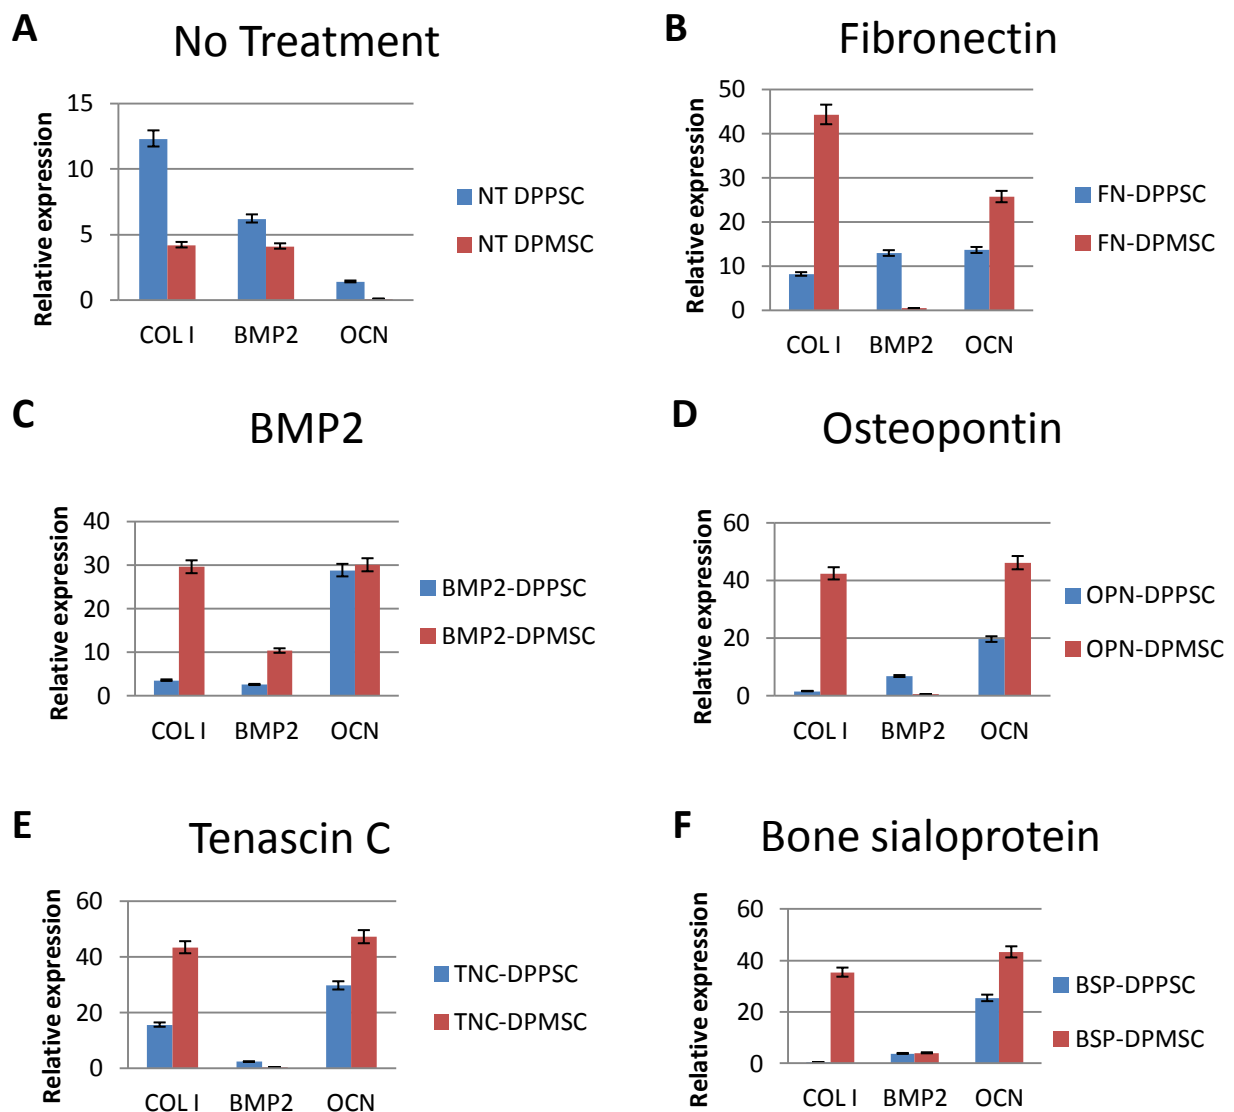 A
No Treatment
Relative expression
15
10
5
0
COL I BMP2 OCN
NT DPPSC
NT DPMSC
B
Fibronectin
Relative expression
50
40
30
20
10
0
COL I BMP2 OCN
FN-DPPSC
FN-DPMSC
C
BMP2
Relative expression
40
30
20
10
0
COL I BMP2 OCN
BMP2-DPPSC
BMP2-DPMSC
D
Osteopontin
Relative expression
60
40
20
0
COL I BMP2 OCN
OPN-DPPSC
OPN-DPMSC
E
Tenascin C
Relative expression
60
40
20
0
COL I BMP2 OCN
TNC-DPPSC
TNC-DPMSC
F
Bone sialoprotein
Relative expression
60
40
20
0
COL I BMP2 OCN
BSP-DPPSC
BSP-DPMSC